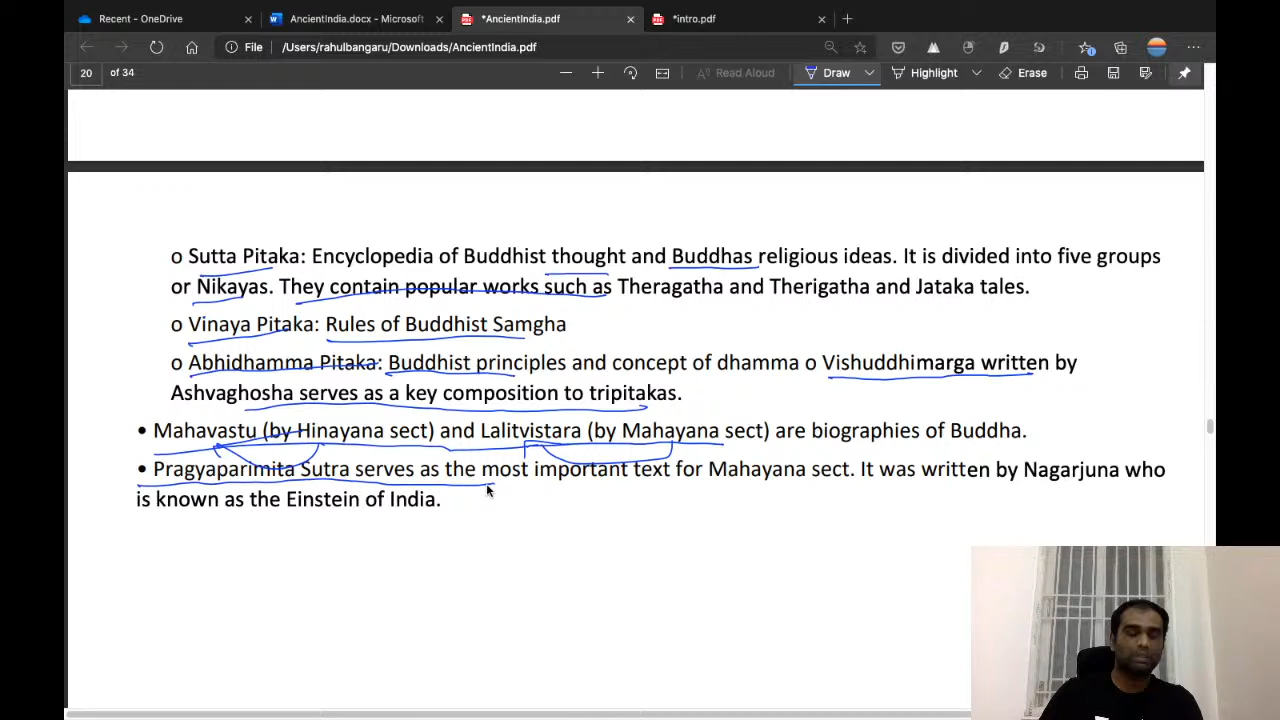 Recent - OneDrive
AncientIndia.docx - Microsoft
*AncientIndia.pdf
*intro.pdf
File
/Users/rahulbangaru/Downloads/AncientIndia.pdf
20 of 34
Read Aloud
Draw
Highlight
Erase
o Sutta Pitaka: Encyclopedia of Buddhist thought and Buddhas religious ideas. It is divided into five groups
or Nikayas. They contain popular works such as Theragatha and Therigatha and Jataka tales.
o Vinaya Pitaka: Rules of Buddhist Samgha
o Abhidhamma Pitaka: Buddhist principles and concept of dhamma o Vishuddhimarga written by
Ashvaghosha serves as a key composition to tripitakas.
• Mahavastu (by Hinayana sect) and Lalitvistara (by Mahayana sect) are biographies of Buddha.
• Pragyaparimita Sutra serves as the most important text for Mahayana sect. It was written by Nagarjuna who
is known as the Einstein of India.